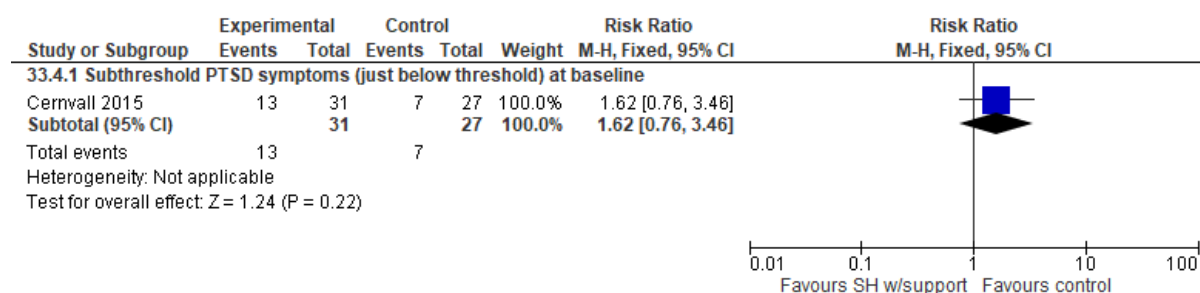 Experimental Control Risk Ratio Risk Ratio
Study or Subgroup Events Total Events Total Weight M-H, Fixed, 95% CI M-H, Fixed, 95% CI
33.4.1 Subthreshold PTSD symptoms (just below threshold) at baseline
Cernvall 2015 13 31 7 27 100.0% 1.62 [0.76, 3.46]
Subtotal (95% CI) 31 27 100.0% 1.62 [0.76, 3.46]
Total events 13 7
Heterogeneity: Not applicable
Test for overall effect: Z = 1.24 (P = 0.22)
0.01 0.1 1 10 100
Favours SH w/support Favours control